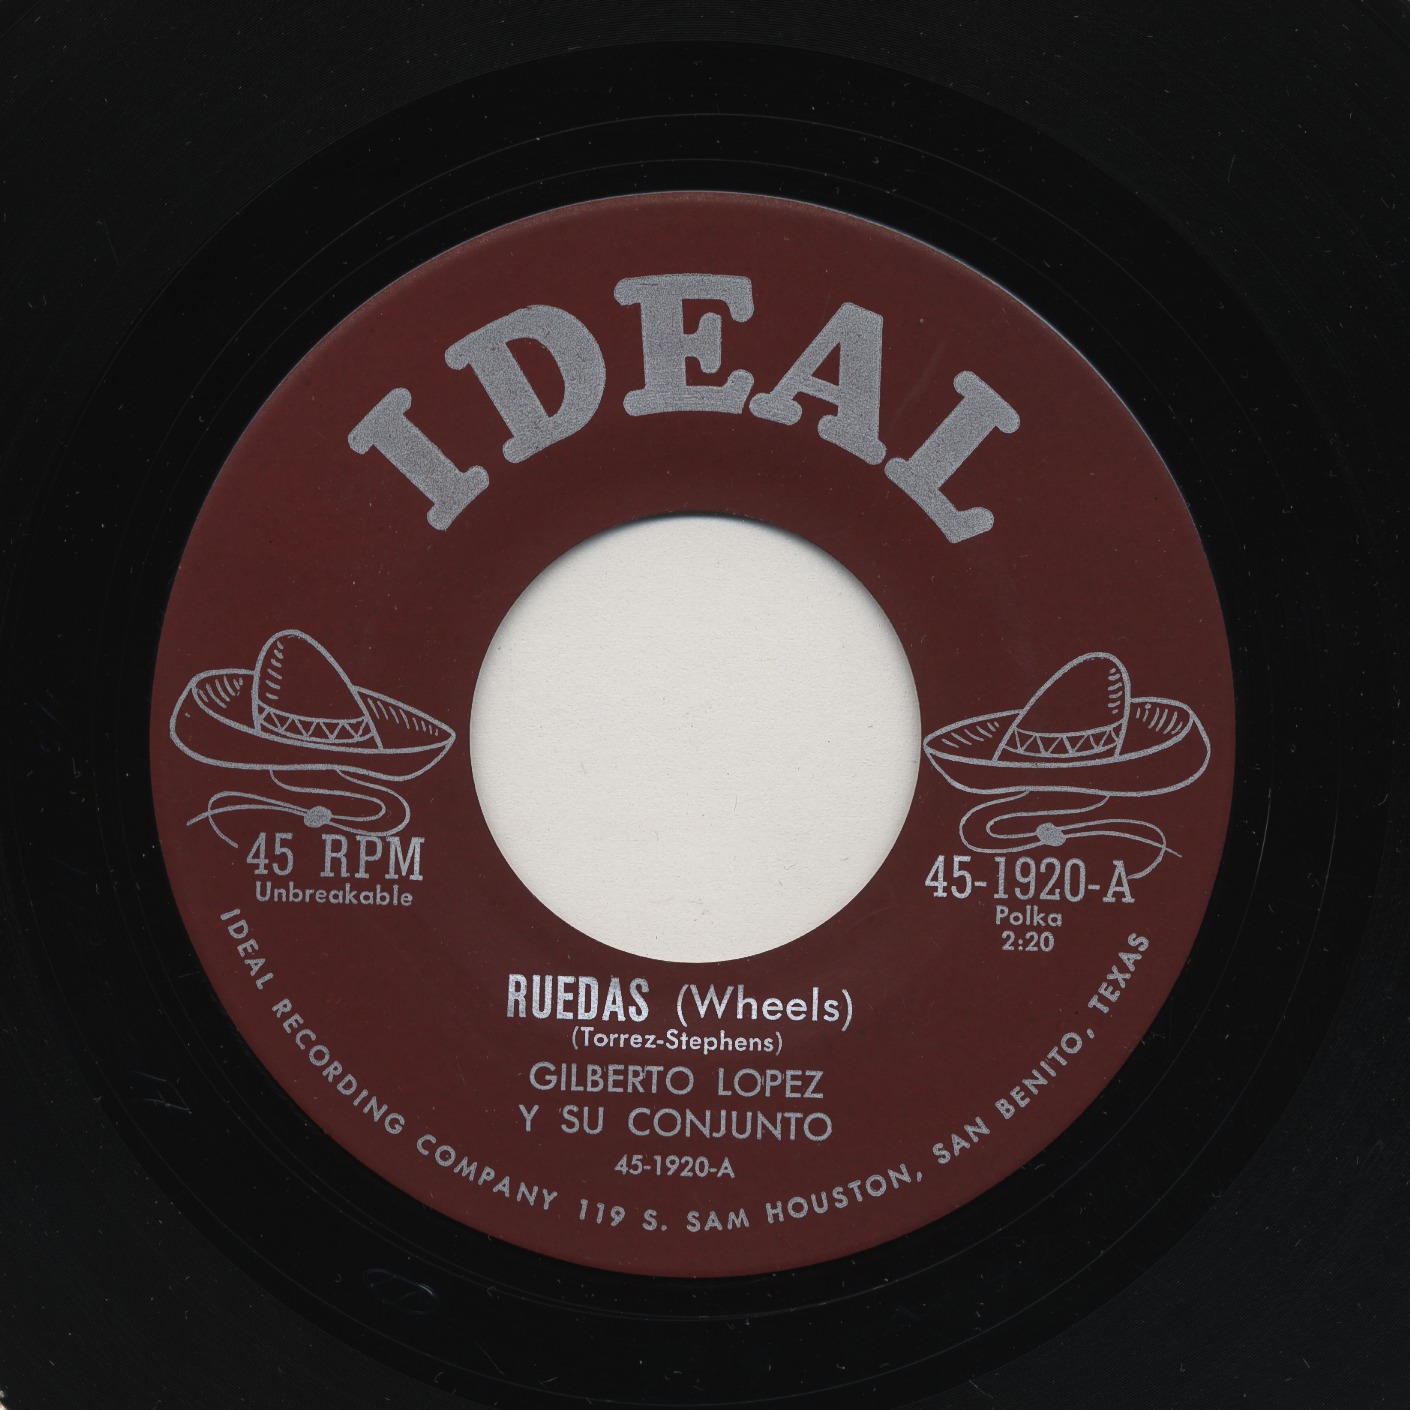 IDEAL
45 RPM
Unbreakable
45-1920-A
Polka
2:20
RUEDAS (Wheels)
(Torrez-Stephens)
GILBERTO LOPEZ
Y SU CONJUNTO
45-1920-A
IDEAL RECORDING COMPANY 119 S. SAM HOUSTON, SAN BENITO, TEXAS